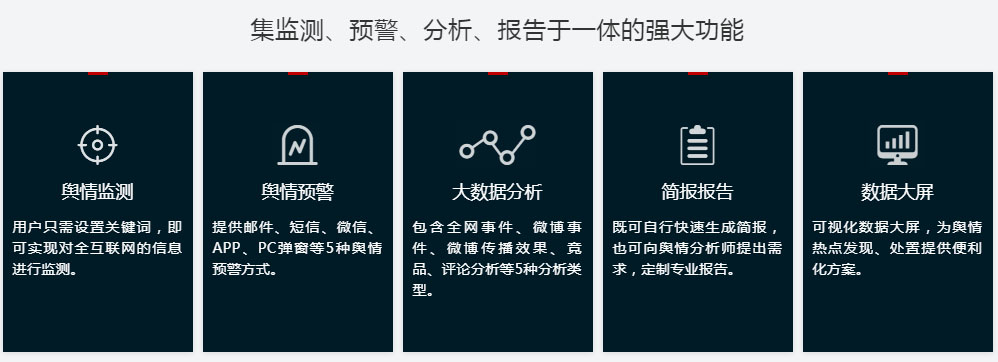 集监测、预警、分析、报告于一体的强大功能
舆情监测
用户只需设置关键词，即
可实现对全互联网的信息
进行监测。
舆情预警
提供邮件、短信、微信、
APP、PC弹窗等5种舆情
预警方式。
大数据分析
包含全网事件、微博事
件、微博传播效果、竞
品、评论分析等5种分析类
型。
简报报告
既可自行快速生成简报，
也可向舆情分析师提出需
求，定制专业报告。
数据大屏
可视化数据大屏，为舆情
热点发现、处置提供便利
化方案。